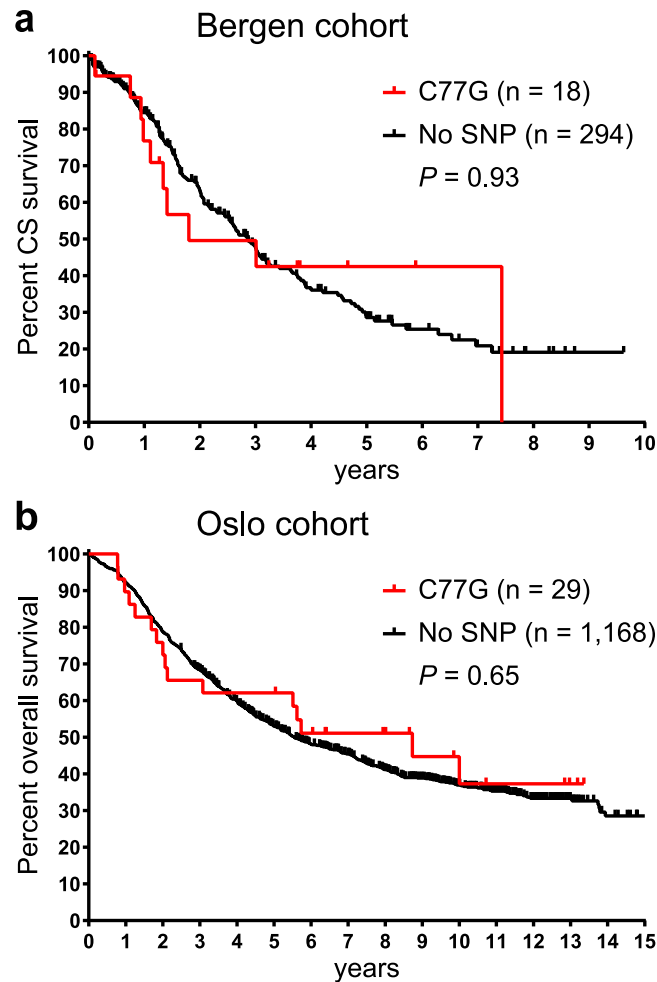 a
Bergen cohort
Percent CS survival
100
90
80
70
60
50
40
30
20
10
0
C77G (n = 18)
No SNP (n = 294)
P = 0.93
0 1 2 3 4 5 6 7 8 9 10
years
b
Oslo cohort
Percent overall survival
100
90
80
70
60
50
40
30
20
10
0
C77G (n = 29)
No SNP (n = 1,168)
P = 0.65
0 1 2 3 4 5 6 7 8 9 10 11 12 13 14 15
years